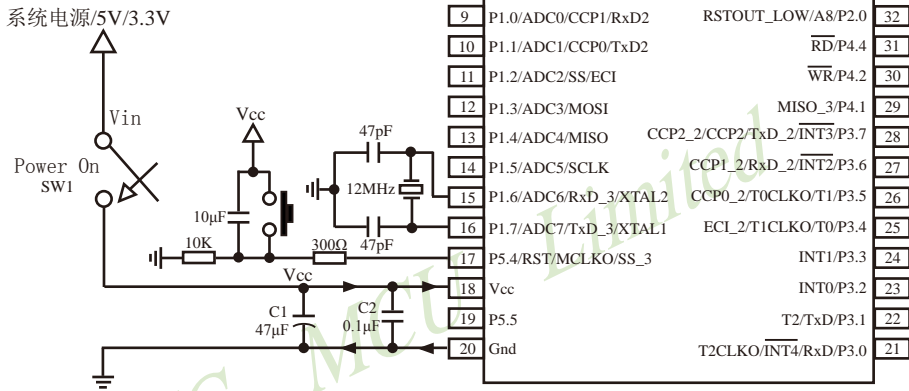 系统电源/5V/3.3V
Vin
Power On
SW1
Vcc
10μF
10K
300Ω
47pF
12MHz
47pF
Vcc
C1
47μF
C2
0.1μF
9 P1.0/ADC0/CCP1/RxD2
10 P1.1/ADC1/CCP0/TxD2
11 P1.2/ADC2/SS/ECI
12 P1.3/ADC3/MOSI
13 P1.4/ADC4/MISO
14 P1.5/ADC5/SCLK
15 P1.6/ADC6/RxD_3/XTAL2
16 P1.7/ADC7/TxD_3/XTAL1
17 P5.4/RST/MCLKO/SS_3
18 Vcc
19 P5.5
20 Gnd
RSTOUT_LOW/A8/P2.0 32
RD/P4.4 31
WR/P4.2 30
MISO_3/P4.1 29
CCP2_2/CCP2/TxD_2/INT3/P3.7 28
CCP1_2/RxD_2/INT2/P3.6 27
CCP0_2/T0CLKO/T1/P3.5 26
ECI_2/T1CLKO/T0/P3.4 25
INT1/P3.3 24
INT0/P3.2 23
T2/TxD/P3.1 22
T2CLKO/INT4/RxD/P3.0 21
MCU Limited